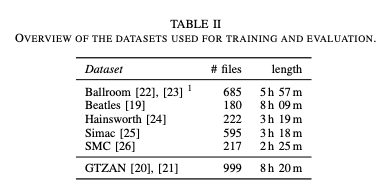 TABLE II
OVERVIEW OF THE DATASETS USED FOR TRAINING AND EVALUATION.
Dataset # files length
Ballroom [22], [23] 1 685 5 h 57 m
Beatles [19] 180 8 h 09 m
Hainsworth [24] 222 3 h 19 m
Simac [25] 595 3 h 18 m
SMC [26] 217 2 h 25 m
GTZAN [20], [21] 999 8 h 20 m